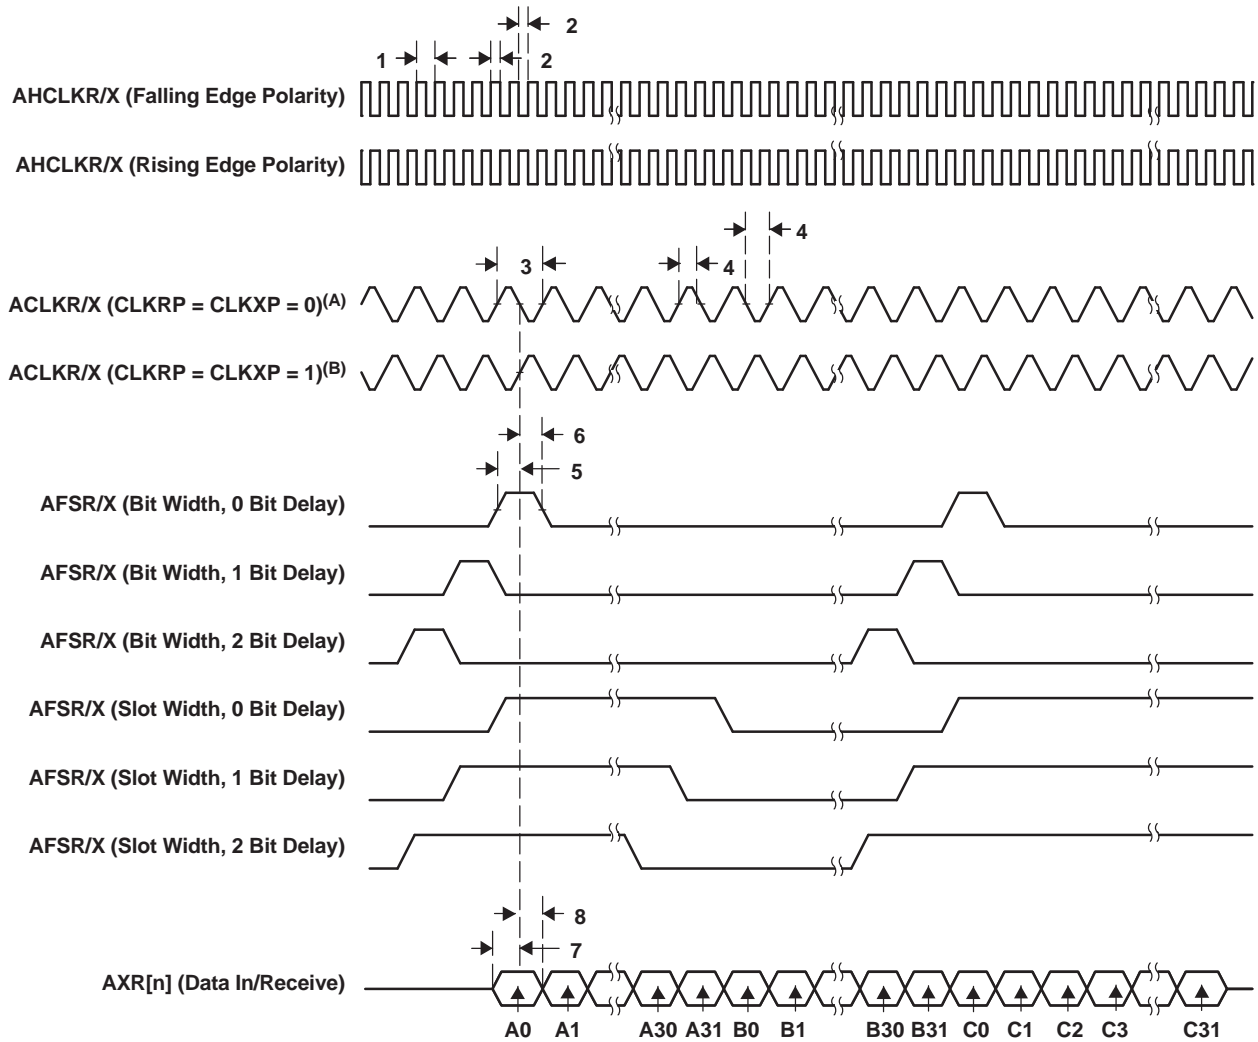 2
1
2
AHCLKR/X (Falling Edge Polarity)
AHCLKR/X (Rising Edge Polarity)
4
3
4
ACLKR/X (CLKRP = CLKXP = 0)(A)
ACLKR/X (CLKRP = CLKXP = 1)(B)
6
5
AFSR/X (Bit Width, 0 Bit Delay)
AFSR/X (Bit Width, 1 Bit Delay)
AFSR/X (Bit Width, 2 Bit Delay)
AFSR/X (Slot Width, 0 Bit Delay)
AFSR/X (Slot Width, 1 Bit Delay)
AFSR/X (Slot Width, 2 Bit Delay)
8
7
AXR[n] (Data In/Receive)
A0 A1 A30 A31 B0 B1 B30 B31 C0 C1 C2 C3 C31